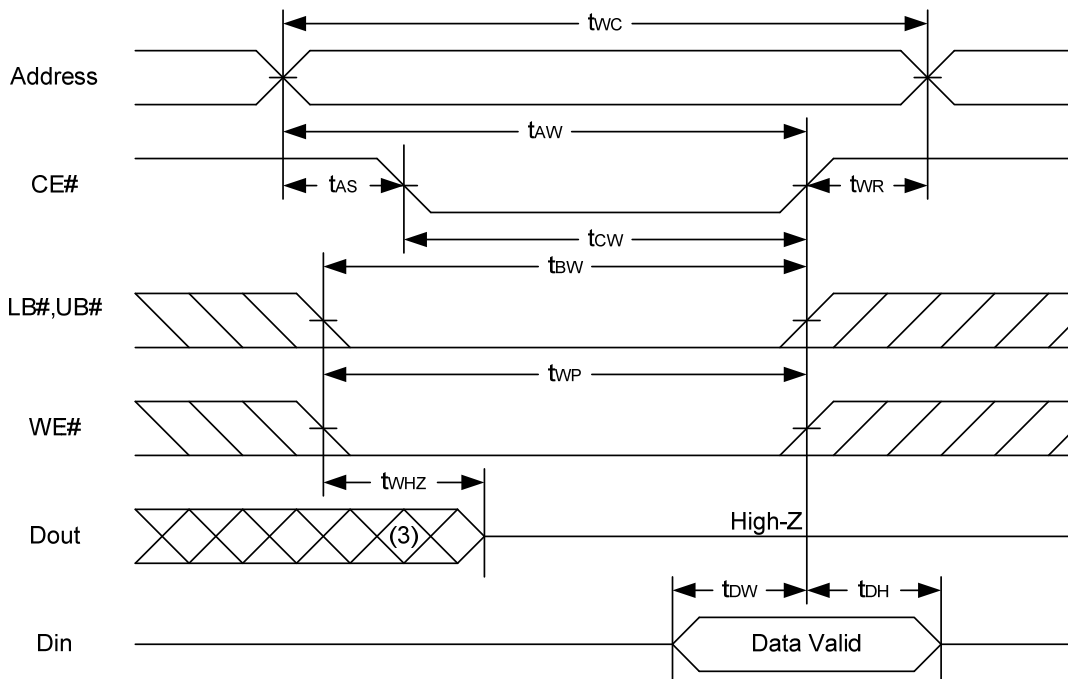 tWC
Address
tAW
CE#
tAS
tWR
tCW
tBW
LB#,UB#
tWP
WE#
tWHZ
Dout
(3)
High-Z
tDW
tDH
Din
Data Valid